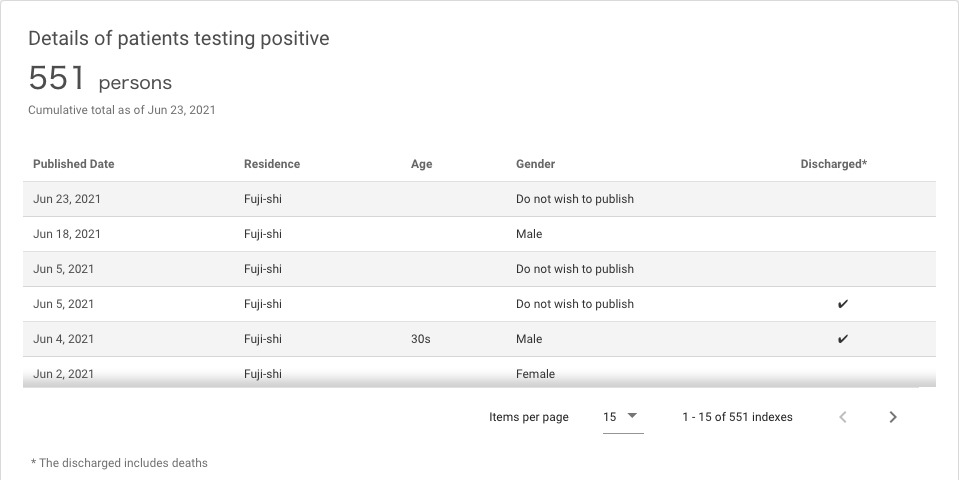 Details of patients testing positive
551 persons
Cumulative total as of Jun 23, 2021
Published Date Residence Age Gender Discharged*
Jun 23, 2021 Fuji-shi Do not wish to publish
Jun 18, 2021 Fuji-shi Male
Jun 5, 2021 Fuji-shi Do not wish to publish
Jun 5, 2021 Fuji-shi Do not wish to publish ✔
Jun 4, 2021 Fuji-shi 30s Male ✔
Jun 2, 2021 Fuji-shi Female
Items per page 15 1 - 15 of 551 indexes
* The discharged includes deaths